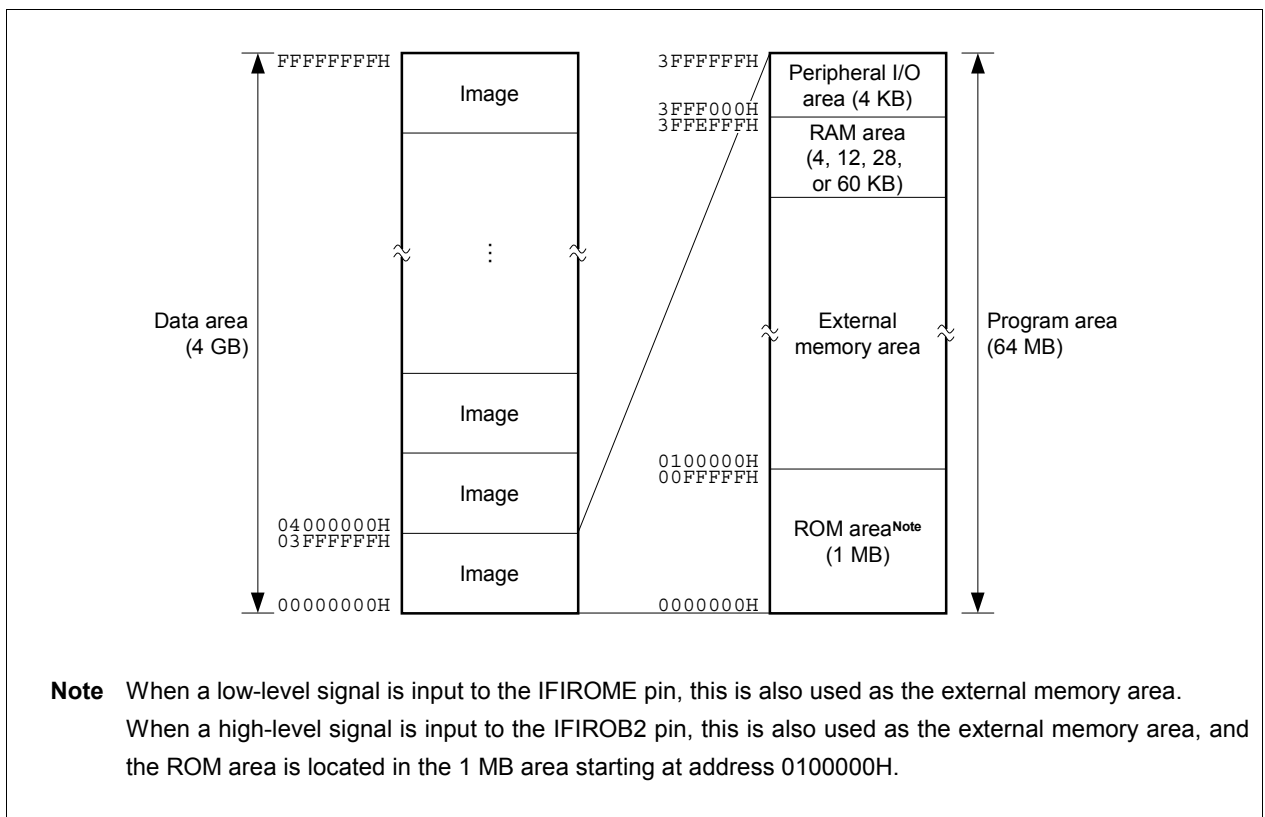 FFFFFFFFH
Image
⋮
Data area
(4 GB)
Image
Image
04000000H
03FFFFFFH
Image
00000000H
3FFFFFFH
Peripheral I/O
area (4 KB)
3FFF000H
3FFEFFFH
RAM area
(4, 12, 28,
or 60 KB)
External
memory area
Program area
(64 MB)
0100000H
00FFFFFH
ROM areaNote
(1 MB)
0000000H
Note When a low-level signal is input to the IFIROME pin, this is also used as the external memory area.
When a high-level signal is input to the IFIROB2 pin, this is also used as the external memory area, and
the ROM area is located in the 1 MB area starting at address 0100000H.